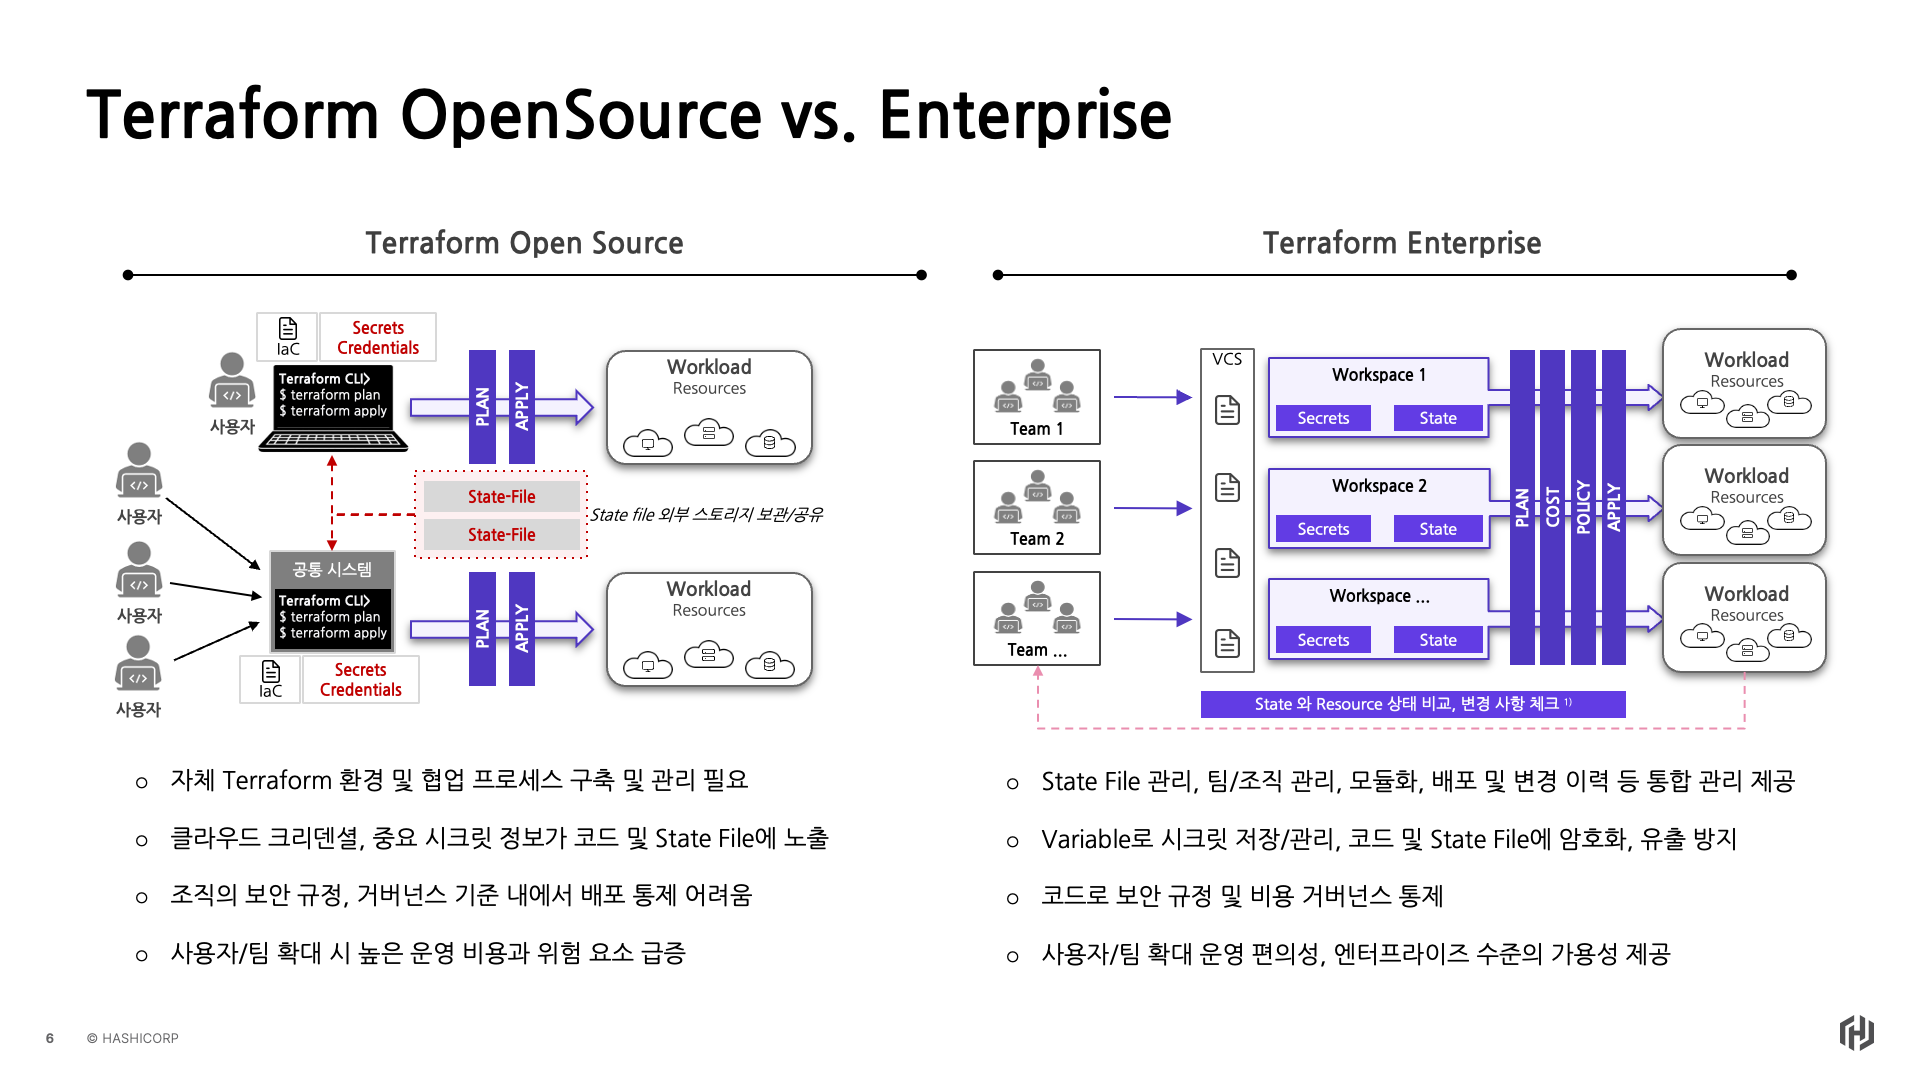 Terraform OpenSource vs. Enterprise
Terraform Open Source
IaC
Secrets
Credentials
Terraform CLI>
$ terraform plan
$ terraform apply
사용자
PLAN
APPLY
Workload
Resources
사용자
사용자
사용자
State-File
State-File
State file 외부 스토리지 보관/공유
공통 시스템
Terraform CLI>
$ terraform plan
$ terraform apply
IaC
Secrets
Credentials
PLAN
APPLY
Workload
Resources
자체 Terraform 환경 및 협업 프로세스 구축 및 관리 필요
클라우드 크리덴셜, 중요 시크릿 정보가 코드 및 State File에 노출
조직의 보안 규정, 거버넌스 기준 내에서 배포 통제 어려움
사용자/팀 확대 시 높은 운영 비용과 위험 요소 급증
Terraform Enterprise
Team 1
Team 2
Team ...
VCS
Workspace 1
Secrets
State
Workspace 2
Secrets
State
Workspace ...
Secrets
State
PLAN
COST
POLICY
APPLY
Workload
Resources
Workload
Resources
Workload
Resources
State 와 Resource 상태 비교, 변경 사항 체크 1)
State File 관리, 팀/조직 관리, 모듈화, 배포 및 변경 이력 등 통합 관리 제공
Variable로 시크릿 저장/관리, 코드 및 State File에 암호화, 유출 방지
코드로 보안 규정 및 비용 거버넌스 통제
사용자/팀 확대 운영 편의성, 엔터프라이즈 수준의 가용성 제공
6
© HASHICORP